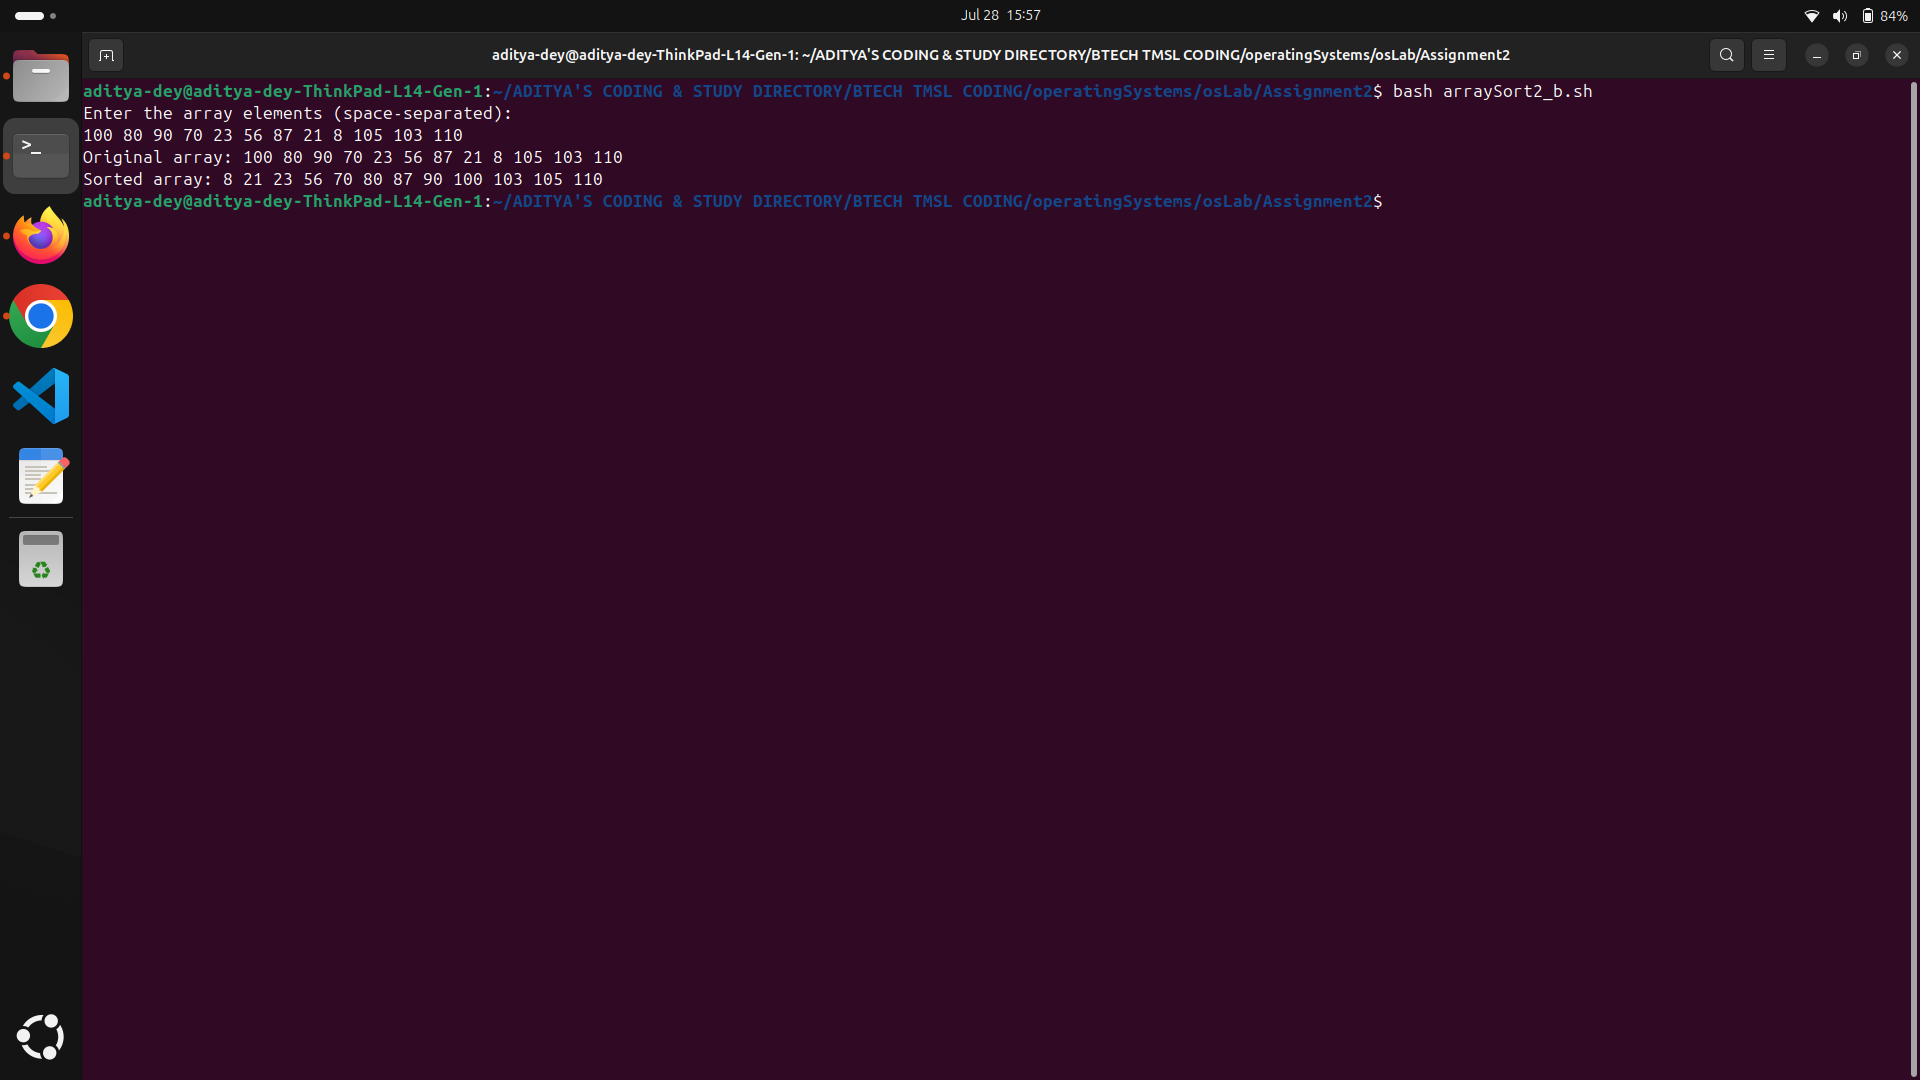 Jul 28 15:57
84%
aditya-dey@aditya-dey-ThinkPad-L14-Gen-1: ~/ADITYA'S CODING & STUDY DIRECTORY/BTECH TMSL CODING/operatingSystems/osLab/Assignment2
aditya-dey@aditya-dey-ThinkPad-L14-Gen-1:~/ADITYA'S CODING & STUDY DIRECTORY/BTECH TMSL CODING/operatingSystems/osLab/Assignment2$ bash arraySort2_b.sh
Enter the array elements (space-separated):
100 80 90 70 23 56 87 21 8 105 103 110
Original array: 100 80 90 70 23 56 87 21 8 105 103 110
Sorted array: 8 21 23 56 70 80 87 90 100 103 105 110
aditya-dey@aditya-dey-ThinkPad-L14-Gen-1:~/ADITYA'S CODING & STUDY DIRECTORY/BTECH TMSL CODING/operatingSystems/osLab/Assignment2$